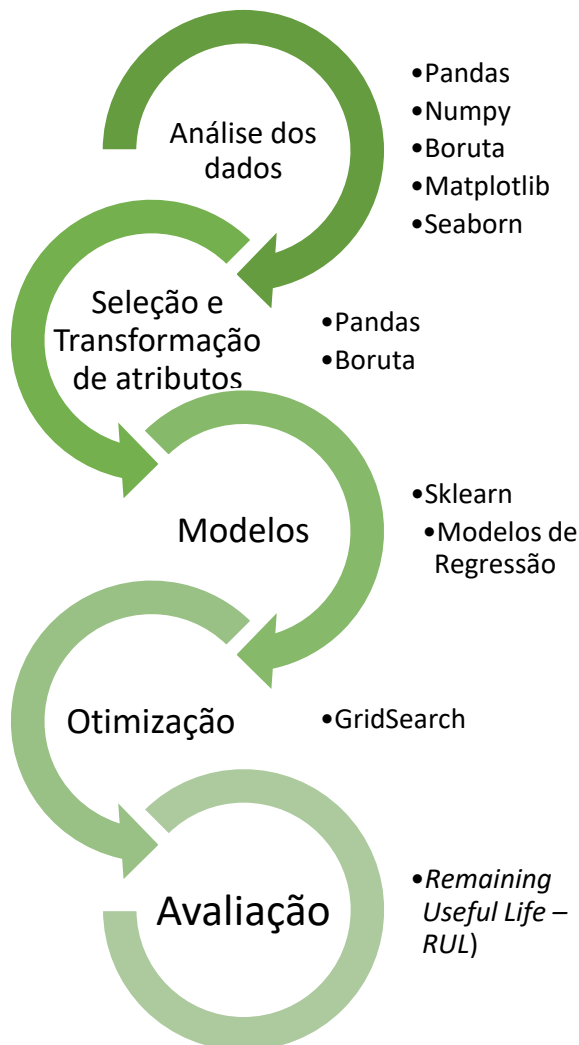 Análise dos
dados
•Pandas
•Numpy
•Boruta
•Matplotlib
•Seaborn
Seleção e
Transformação
de atributos
•Pandas
•Boruta
Modelos
•Sklearn
•Modelos de
Regressão
Otimização
•GridSearch
Avaliação
•Remaining
Useful Life –
RUL)